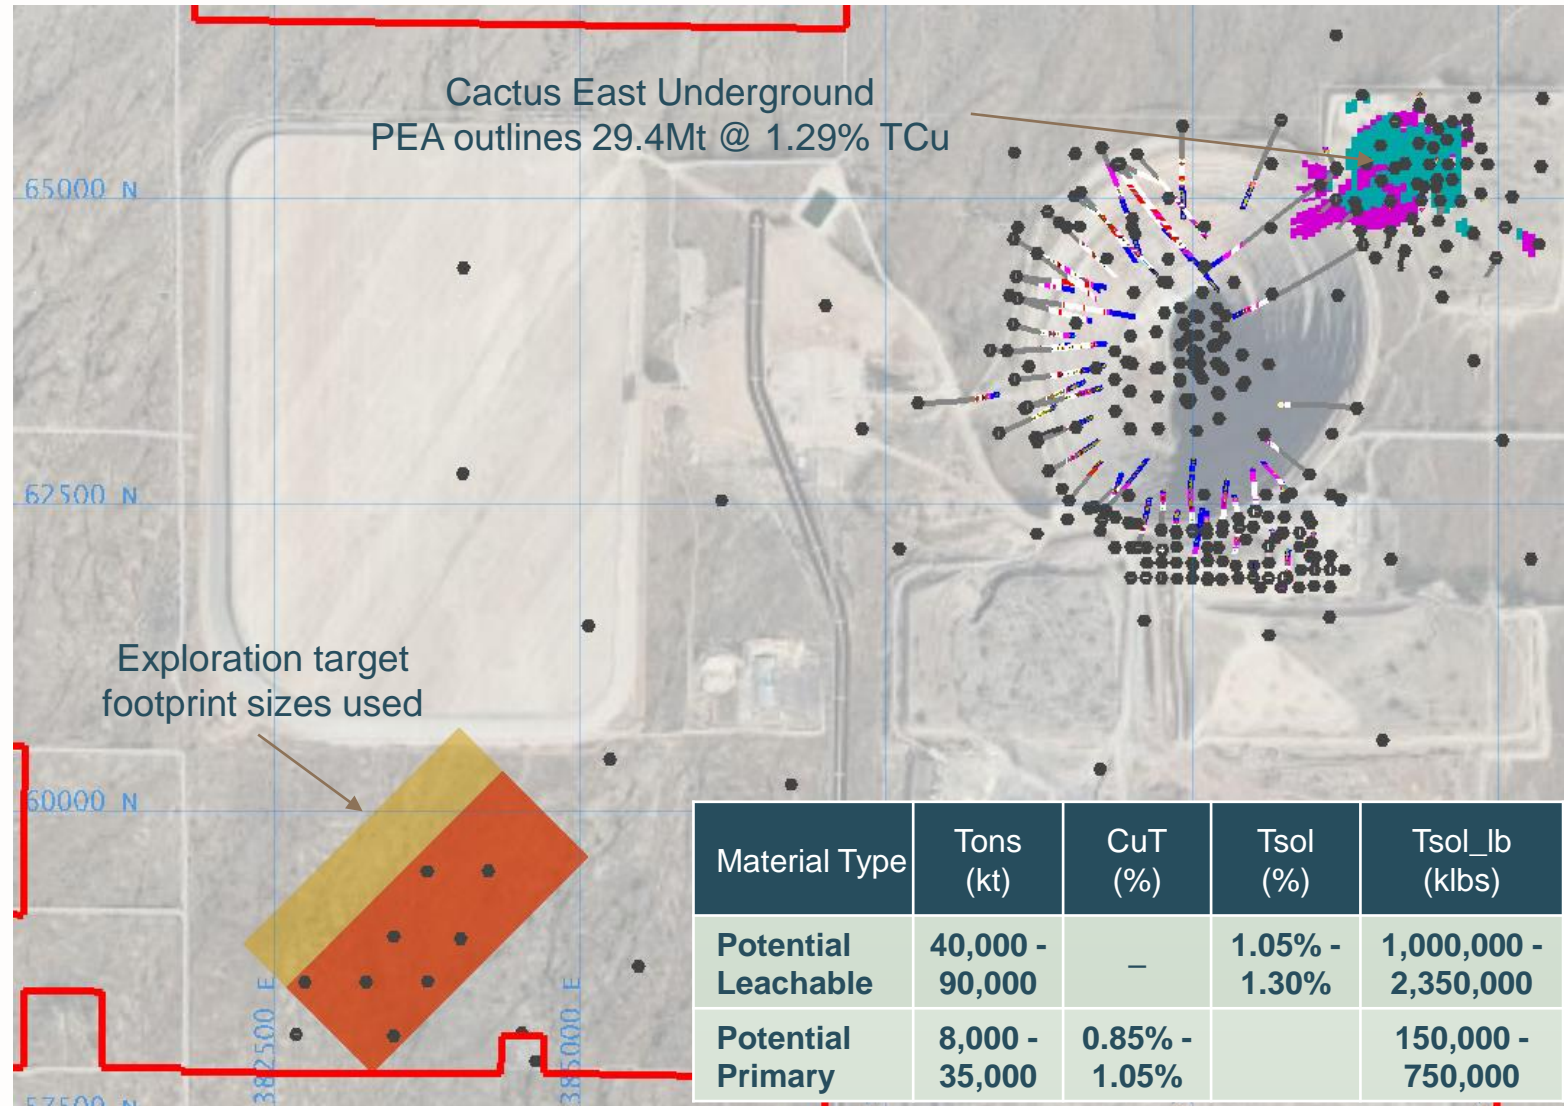 Cactus East Underground
PEA outlines 29.4Mt @ 1.29% TCu
65000 N
62500 N
Exploration target
footprint sizes used
60000 N
382500 E
385000 E
57500 N
Material Type
Tons
(kt)
CuT
(%)
Tsol
(%)
Tsol_lb
(klbs)
Potential
Leachable
40,000 -
90,000
–
1.05% -
1.30%
1,000,000 -
2,350,000
Potential
Primary
8,000 -
35,000
0.85% -
1.05%
150,000 -
750,000